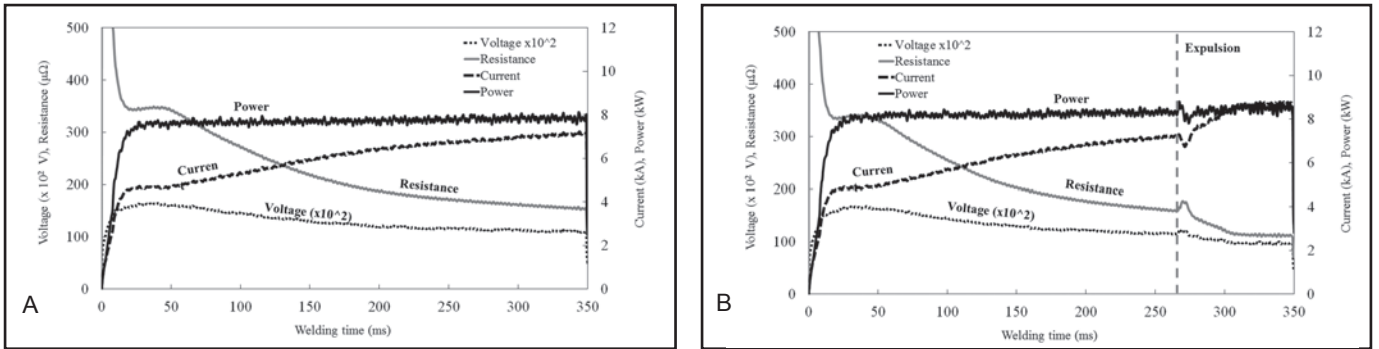 500
400
300
200
100
0
Voltage (x 10² V), Resistance (μΩ)
Voltage x10^2
Resistance
Current
Power
Power
Curren
Resistance
Voltage (x10^2)
12
10
8
6
4
2
0
Current (kA), Power (kW)
0 50 100 150 200 250 300 350
Welding time (ms)
A
500
400
300
200
100
0
Voltage (x 10² V), Resistance (μΩ)
Voltage x10^2
Resistance
Current
Power
Expulsion
Power
Curren
Resistance
Voltage (x10^2)
12
10
8
6
4
2
0
Current (kA), Power (kW)
0 50 100 150 200 250 300 350
Welding time (ms)
B